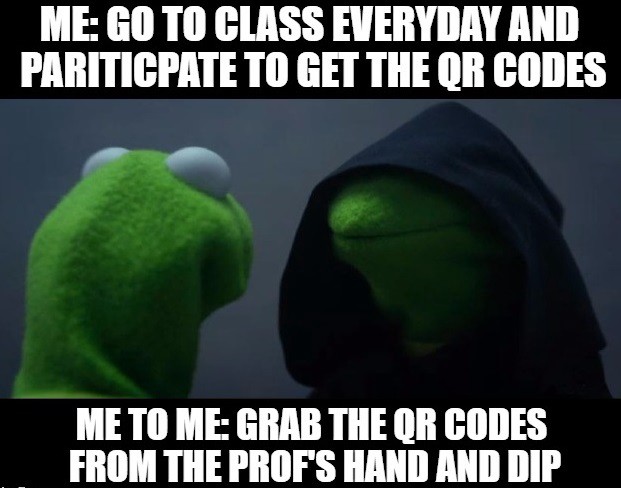 ME: GO TO CLASS EVERYDAY AND
PARITICPATE TO GET THE QR CODES
ME TO ME: GRAB THE QR CODES
FROM THE PROF'S HAND AND DIP